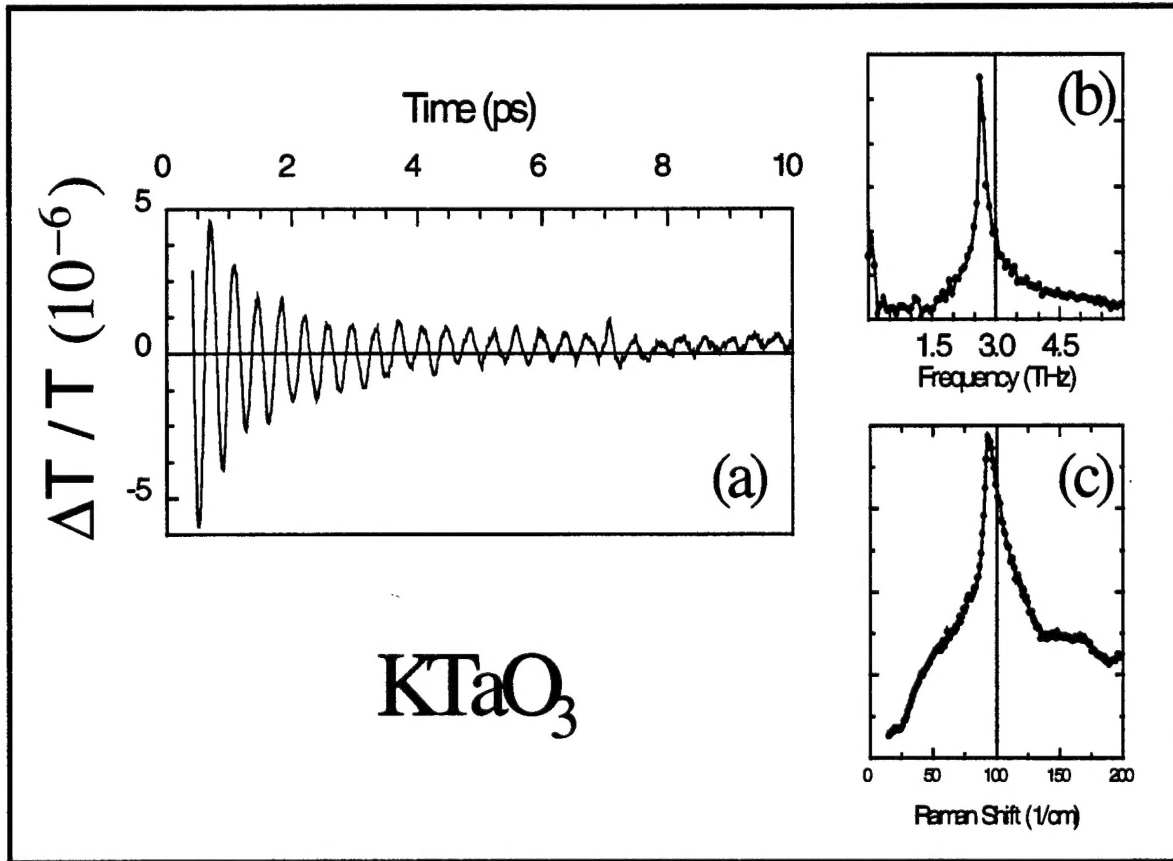 Time (ps)
0 2 4 6 8 10
ΔT / T (10⁻⁶)
5
0
-5
(a)
KTaO₃
(b)
1.5 3.0 4.5
Frequency (THz)
(c)
0 50 100 150 200
Raman Shift (1/cm)